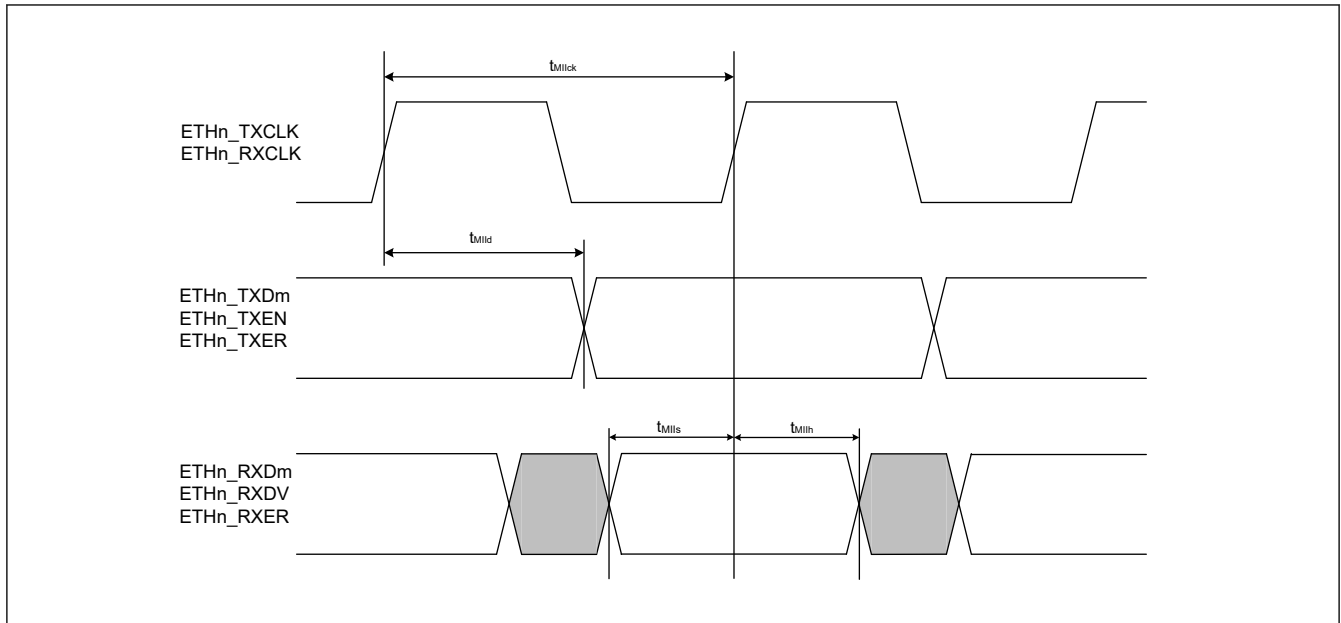 tMIIck
ETHn_TXCLK
ETHn_RXCLK
tMIId
ETHn_TXDm
ETHn_TXEN
ETHn_TXER
tMIIs tMIIh
ETHn_RXDm
ETHn_RXDV
ETHn_RXER